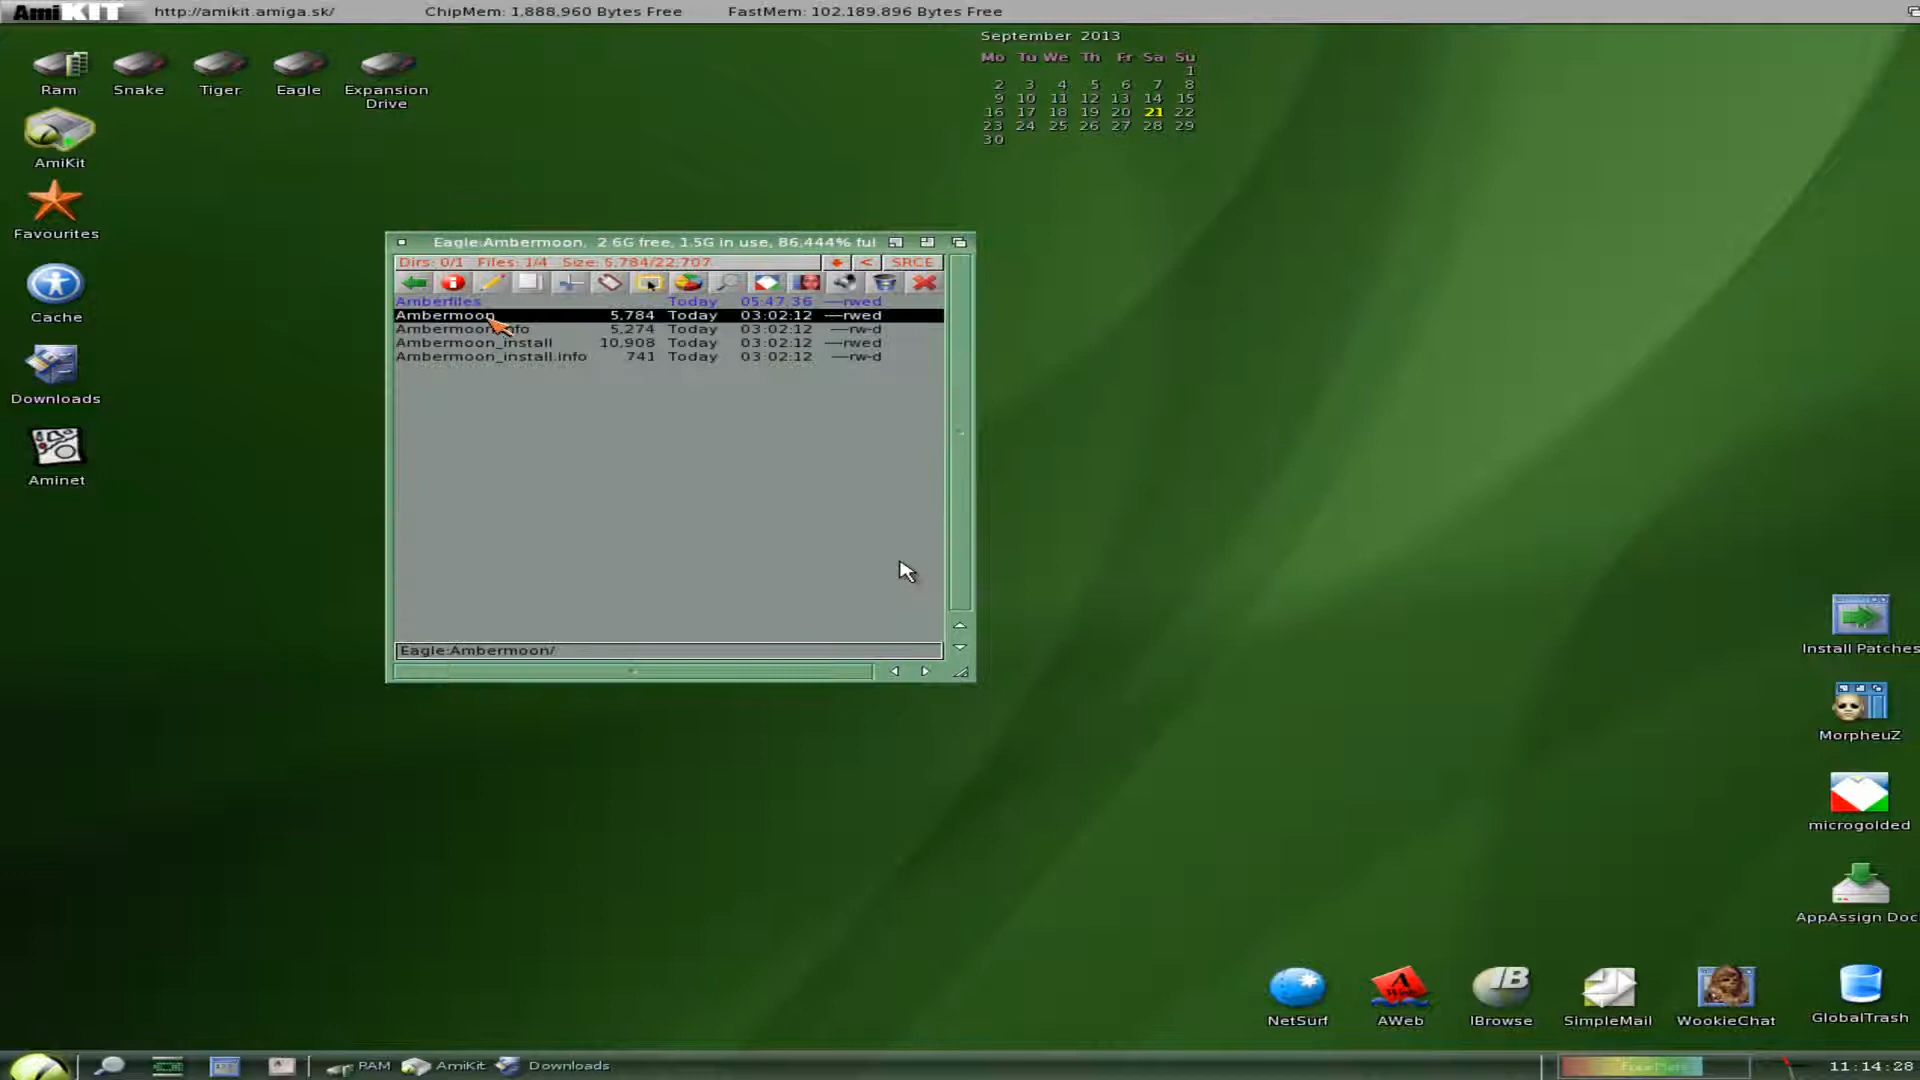 AmiKIT http://amikit.amiga.sk/ ChipMem: 1,888,960 Bytes Free FastMem: 102,189,896 Bytes Free
September 2013
Mo Tu We Th Fr Sa Su
1
2 3 4 5 6 7 8
9 10 11 12 13 14 15
16 17 18 19 20 21 22
23 24 25 26 27 28 29
30
Ram Snake Tiger Eagle Expansion
Drive
AmiKit
Favourites
Cache
Downloads
Aminet
Eagle:Ambermoon, 2.6G free, 1.5G in use, 86,444% ful
Dirs: 0/1 Files: 1/4 Size: 5,784/22,707 < SRCE
Amberfiles Today 05:47:36 ----rwed
Ambermoon 5,784 Today 03:02:12 ----rwed
Ambermoon.info 5,274 Today 03:02:12 ----rw-d
Ambermoon_install 10,908 Today 03:02:12 ----rwed
Ambermoon_install.info 741 Today 03:02:12 ----rw-d
Eagle:Ambermoon/
Install Patches
MorpheuZ
microgolded
AppAssign Doc
NetSurf AWeb IBrowse SimpleMail WookieChat GlobalTrash
RAM AmiKit Downloads 11:14:28